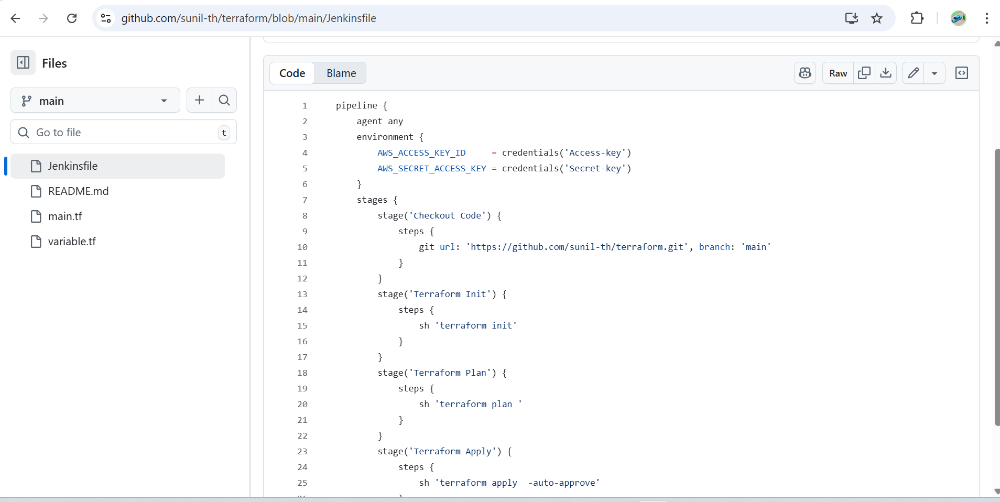 github.com/sunil-th/terraform/blob/main/Jenkinsfile
Files
main
Go to file
t
Jenkinsfile
README.md
main.tf
variable.tf
Code Blame
Raw
1 pipeline {
2     agent any
3     environment {
4         AWS_ACCESS_KEY_ID     = credentials('Access-key')
5         AWS_SECRET_ACCESS_KEY = credentials('Secret-key')
6     }
7     stages {
8         stage('Checkout Code') {
9             steps {
10                 git url: 'https://github.com/sunil-th/terraform.git', branch: 'main'
11             }
12         }
13         stage('Terraform Init') {
14             steps {
15                 sh 'terraform init'
16             }
17         }
18         stage('Terraform Plan') {
19             steps {
20                 sh 'terraform plan '
21             }
22         }
23         stage('Terraform Apply') {
24             steps {
25                 sh 'terraform apply  -auto-approve'